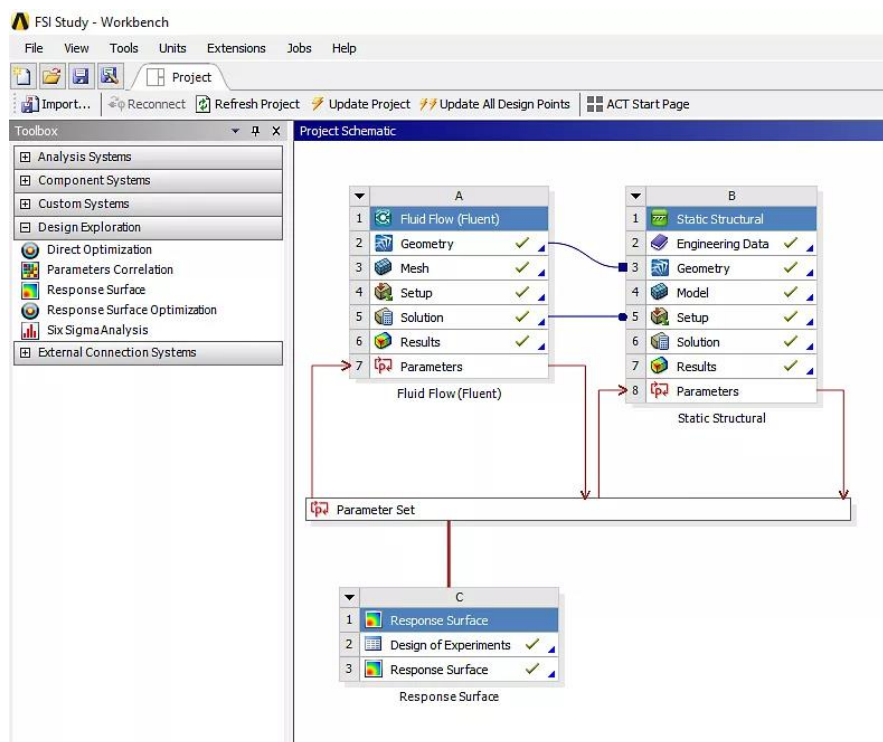 FSI Study - Workbench
File View Tools Units Extensions Jobs Help
Project
Import... Reconnect Refresh Project Update Project Update All Design Points ACT Start Page
Toolbox
Analysis Systems
Component Systems
Custom Systems
Design Exploration
Direct Optimization
Parameters Correlation
Response Surface
Response Surface Optimization
Six Sigma Analysis
External Connection Systems
Project Schematic
A
1 Fluid Flow (Fluent)
2 Geometry
3 Mesh
4 Setup
5 Solution
6 Results
7 Parameters
Fluid Flow (Fluent)
B
1 Static Structural
2 Engineering Data
3 Geometry
4 Model
5 Setup
6 Solution
7 Results
8 Parameters
Static Structural
Parameter Set
C
1 Response Surface
2 Design of Experiments
3 Response Surface
Response Surface